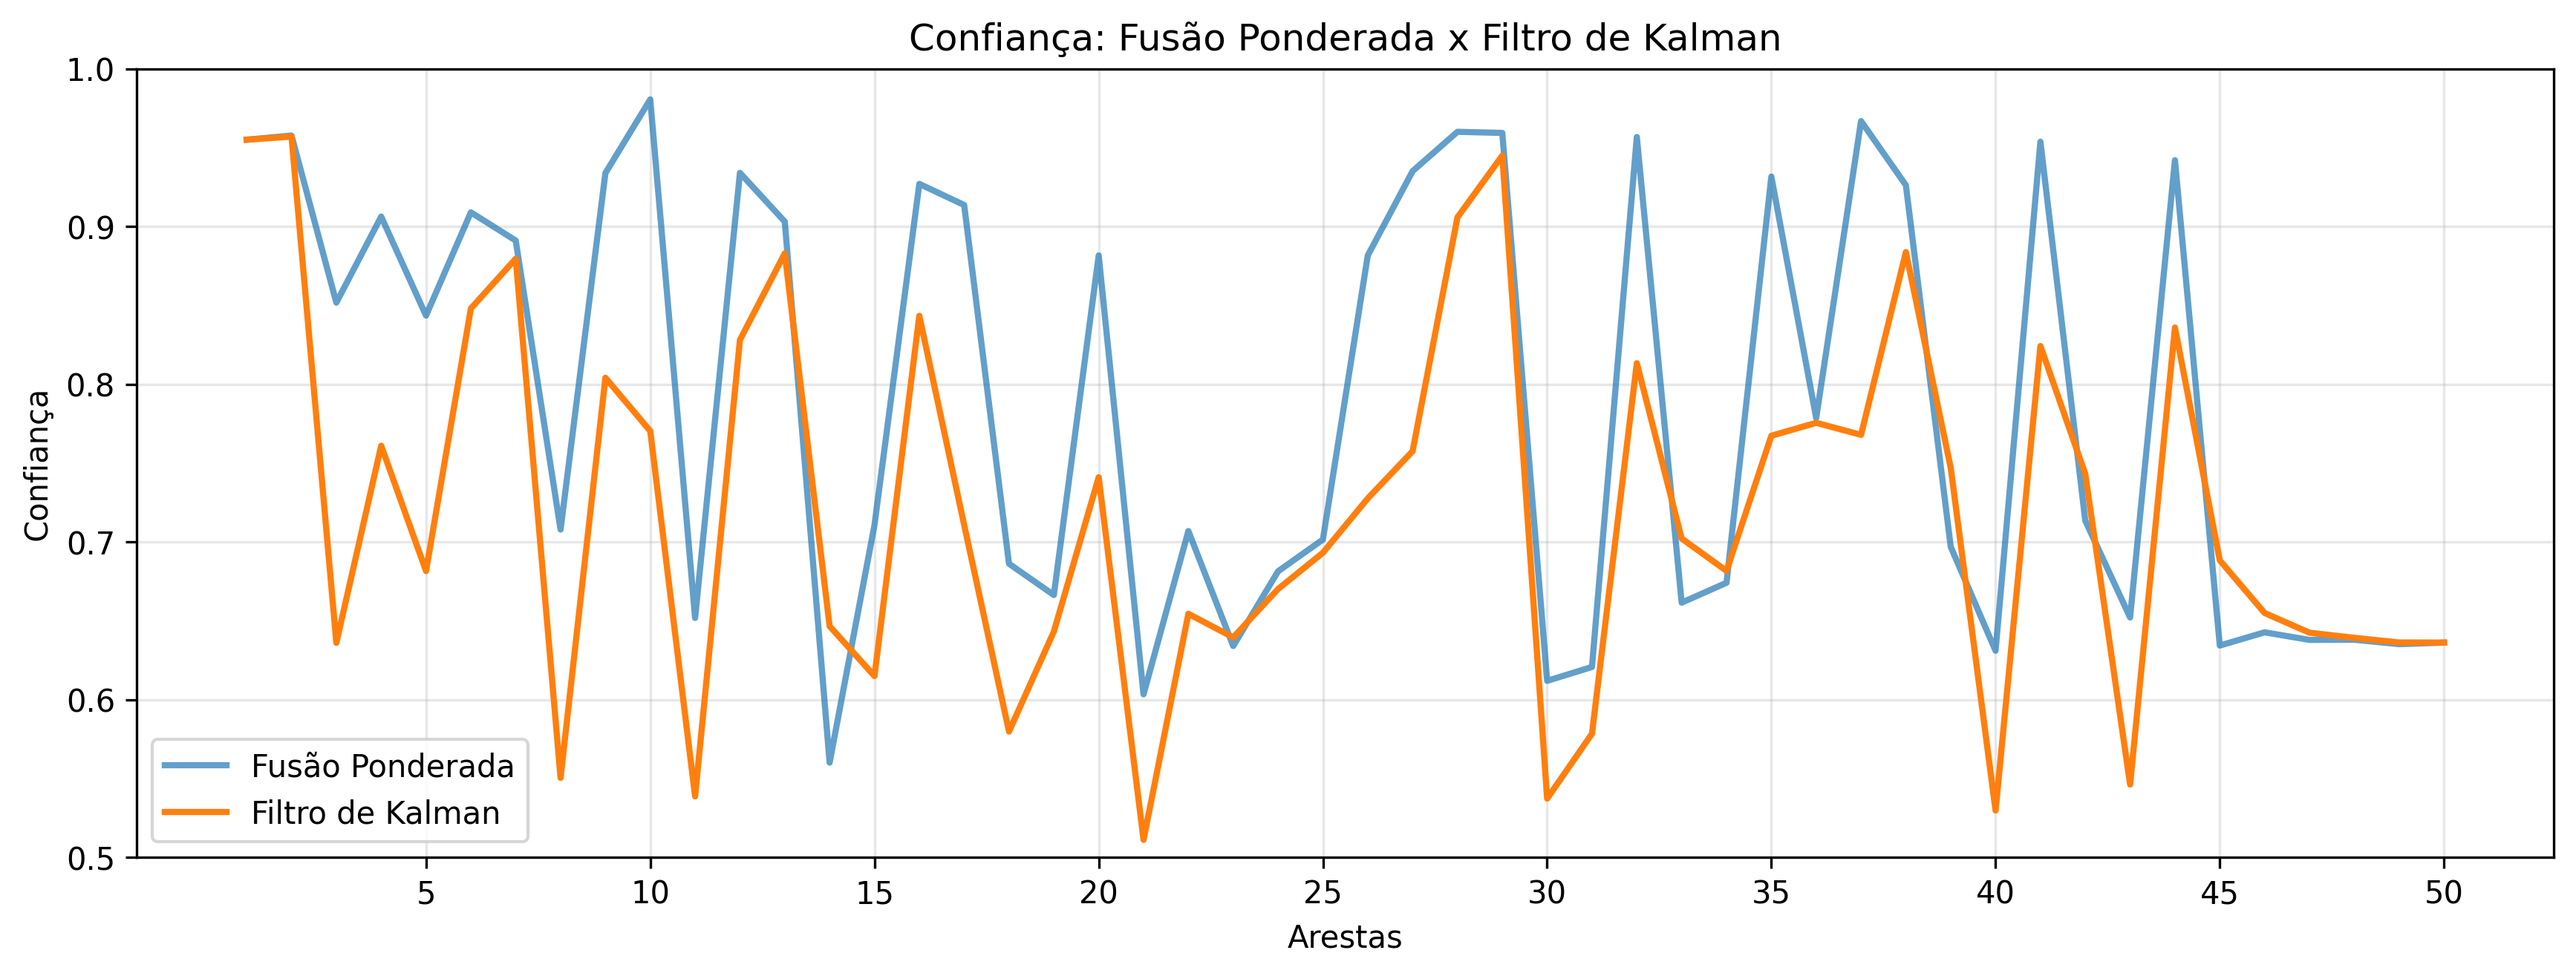 Confiança: Fusão Ponderada x Filtro de Kalman
Confiança
1.0
0.9
0.8
0.7
0.6
0.5
Fusão Ponderada
Filtro de Kalman
5 10 15 20 25 30 35 40 45 50
Arestas